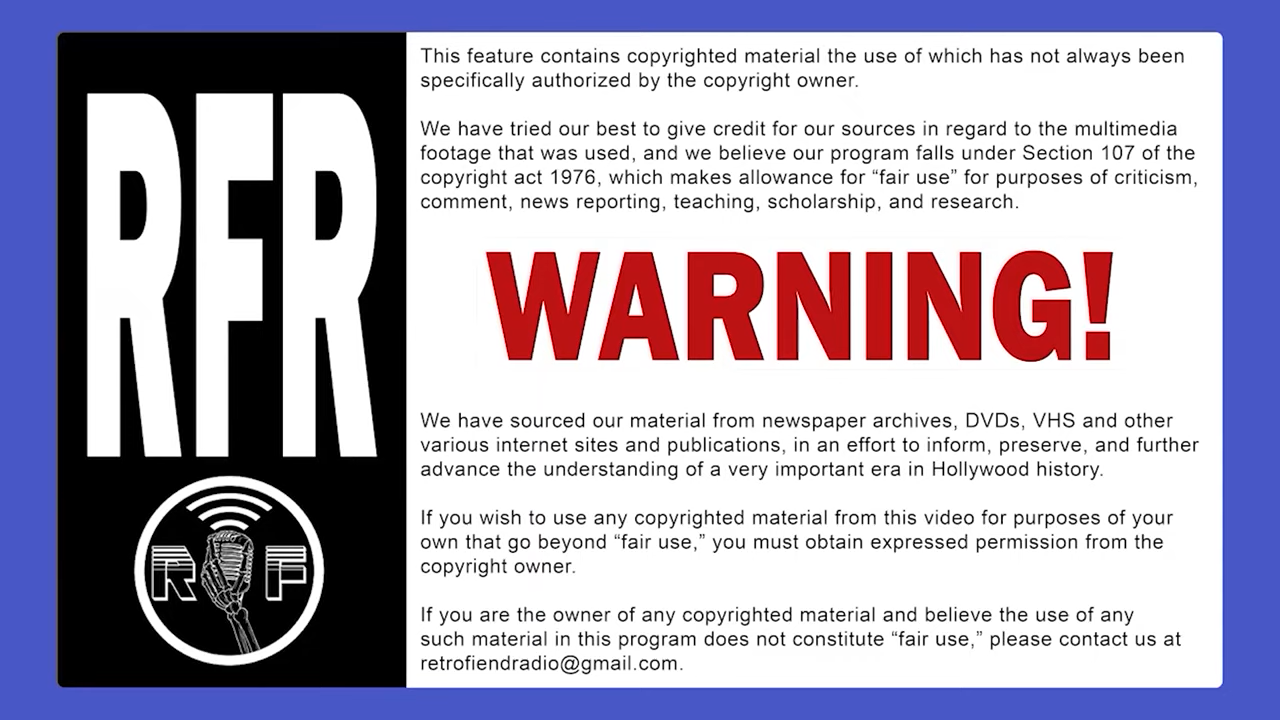 RFR
R F
This feature contains copyrighted material the use of which has not always been
specifically authorized by the copyright owner.
We have tried our best to give credit for our sources in regard to the multimedia
footage that was used, and we believe our program falls under Section 107 of the
copyright act 1976, which makes allowance for “fair use” for purposes of criticism,
comment, news reporting, teaching, scholarship, and research.
WARNING!
We have sourced our material from newspaper archives, DVDs, VHS and other
various internet sites and publications, in an effort to inform, preserve, and further
advance the understanding of a very important era in Hollywood history.
If you wish to use any copyrighted material from this video for purposes of your
own that go beyond “fair use,” you must obtain expressed permission from the
copyright owner.
If you are the owner of any copyrighted material and believe the use of any
such material in this program does not constitute “fair use,” please contact us at
retrofiendradio@gmail.com.